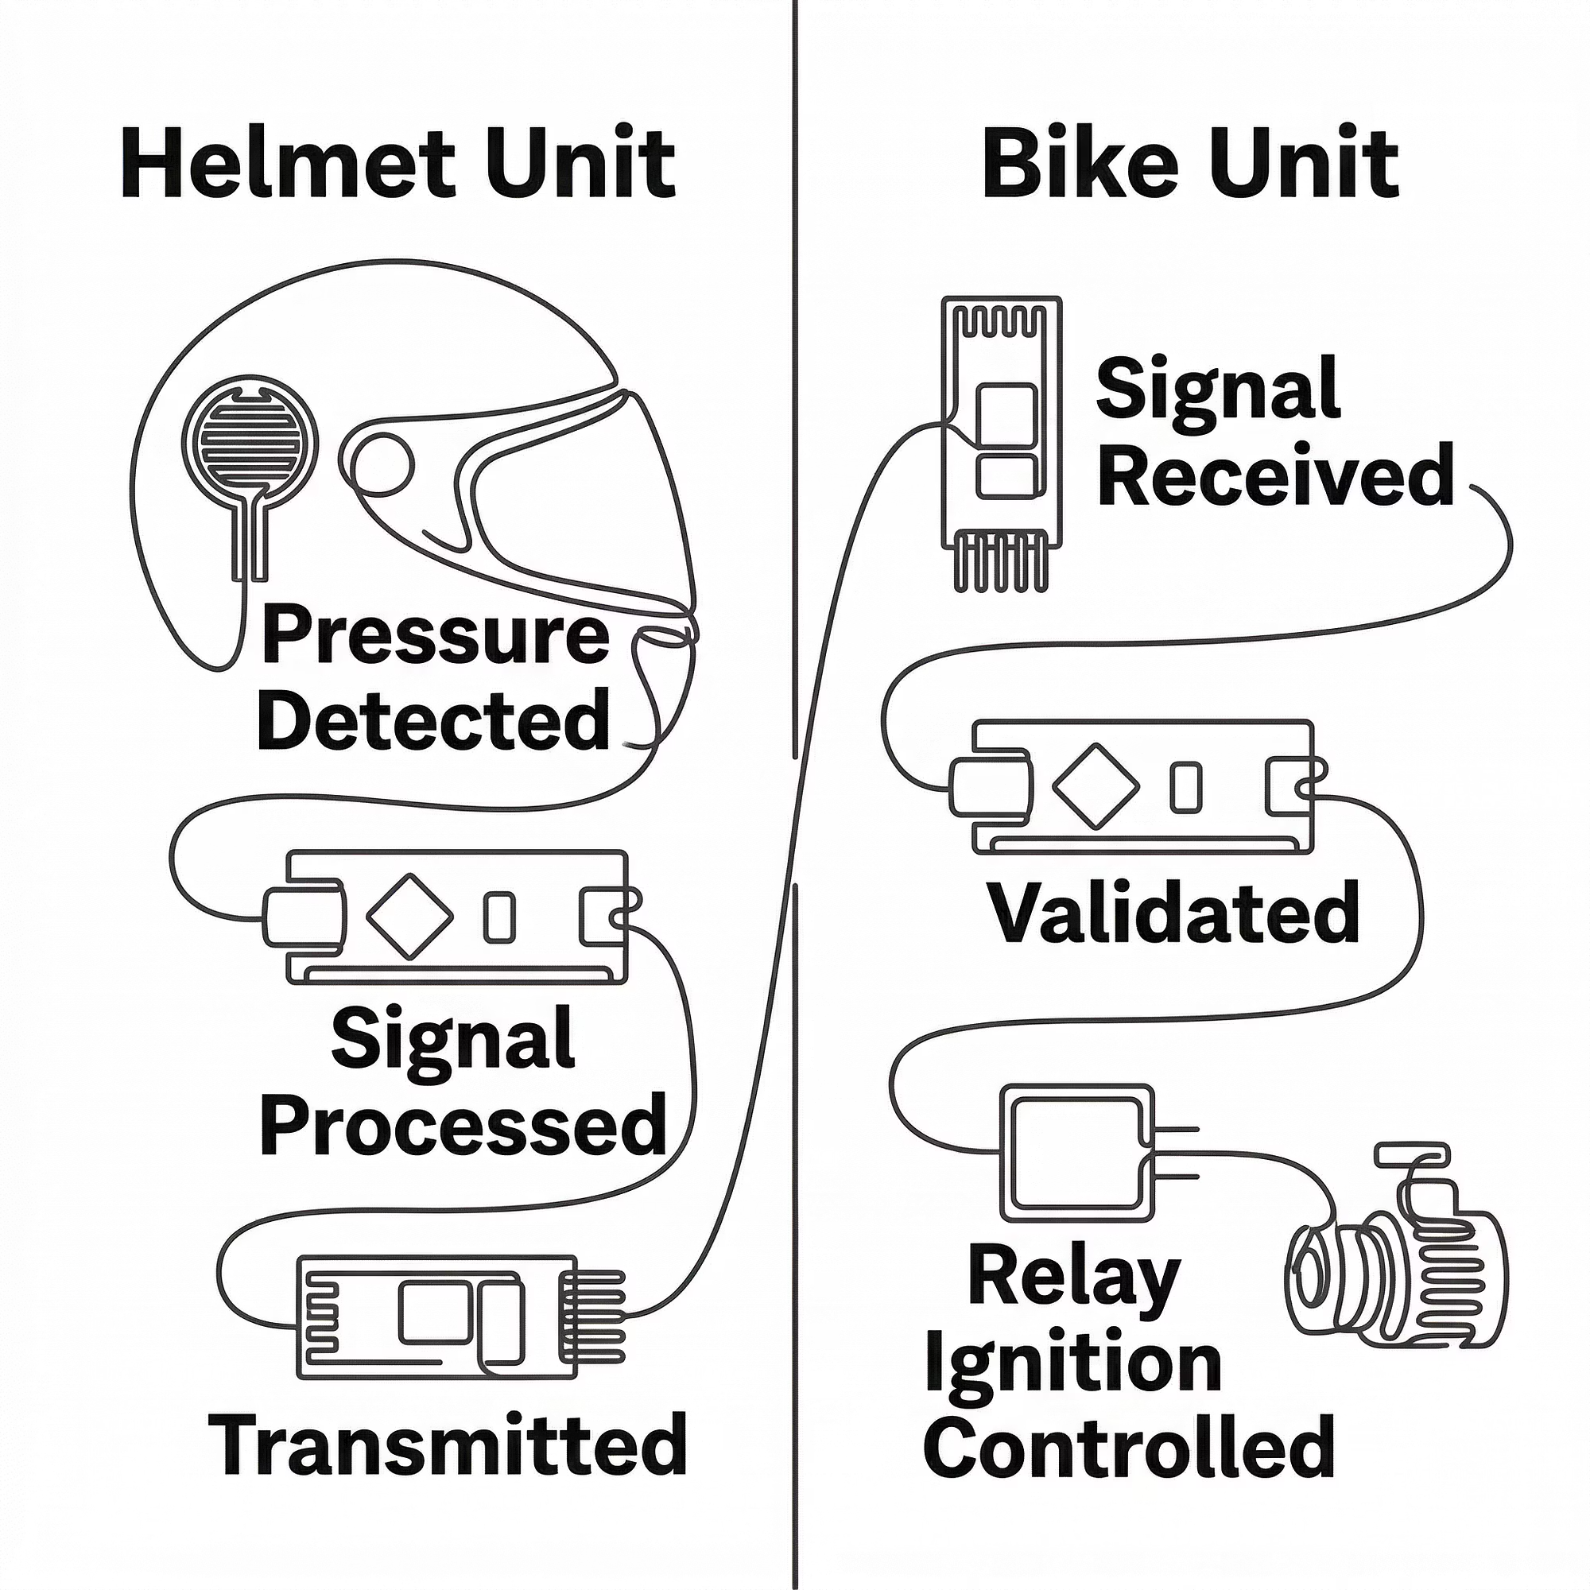 Helmet Unit
Pressure
Detected
Signal
Processed
Transmitted
Bike Unit
Signal
Received
Validated
Relay
Ignition
Controlled